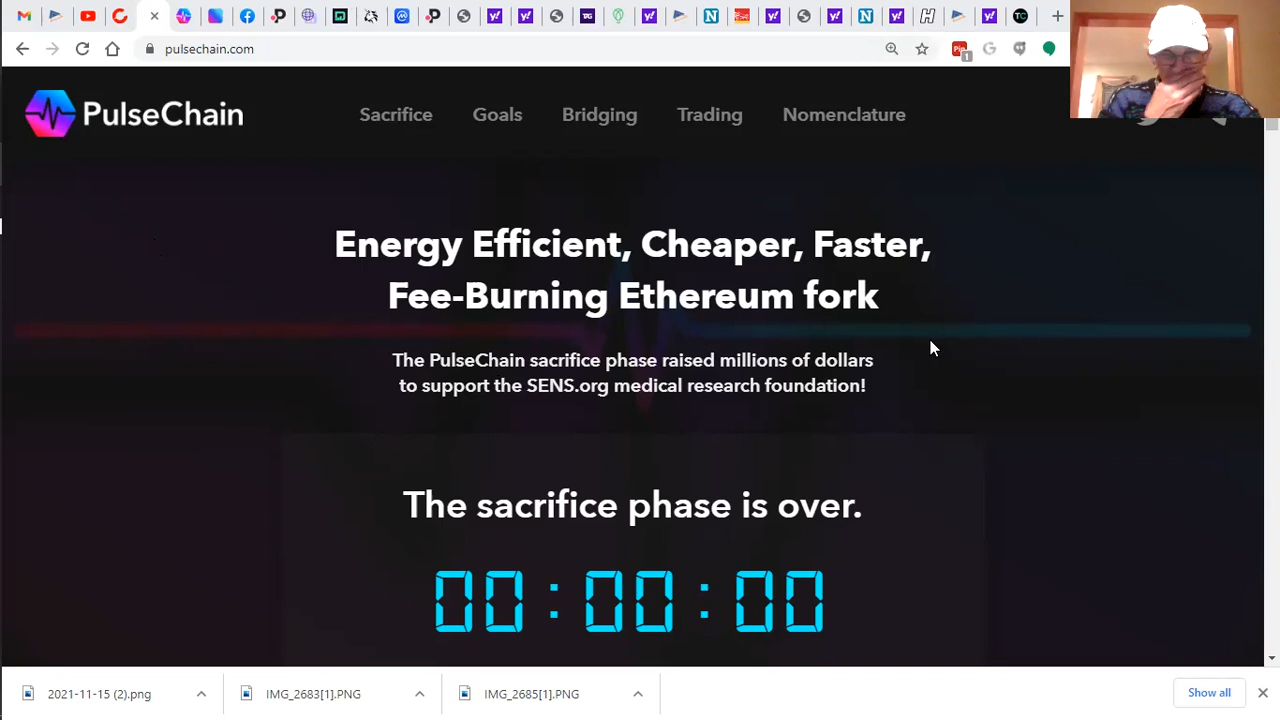 pulsechain.com
PulseChain
Sacrifice
Goals
Bridging
Trading
Nomenclature
Energy Efficient, Cheaper, Faster,
Fee-Burning Ethereum fork
The PulseChain sacrifice phase raised millions of dollars
to support the SENS.org medical research foundation!
The sacrifice phase is over.
00:00:00
2021-11-15 (2).png
IMG_2683[1].PNG
IMG_2685[1].PNG
Show all